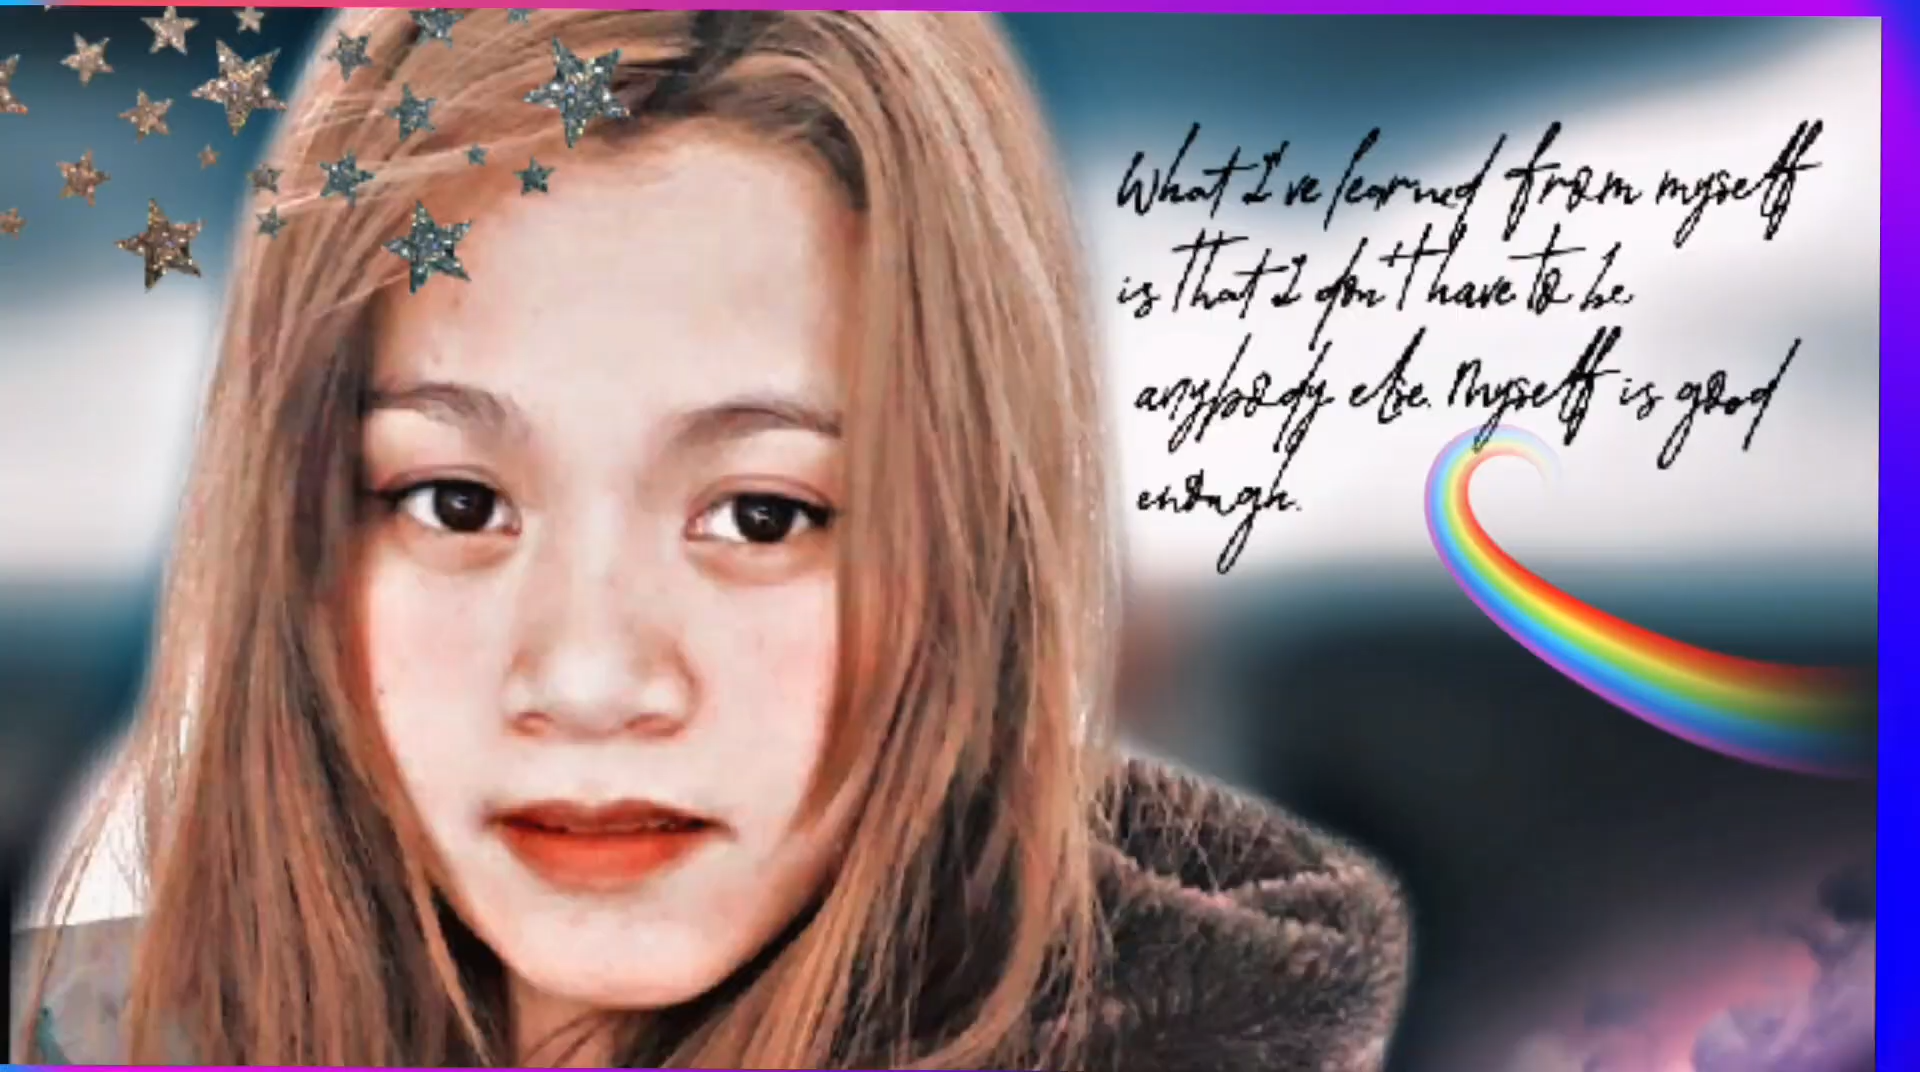 What I've learned from myself
is that I don't have to be
anybody else. Myself is good
enough.